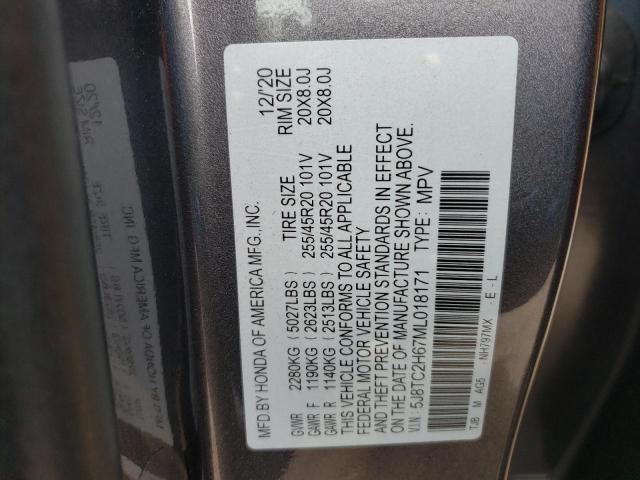 MFD.BY HONDA OF AMERICA MFG., INC. 12/'20
GVWR 2280KG (5027LBS) TIRE SIZE RIM SIZE
GAWR F 1190KG (2623LBS) 255/45R20 101V 20X8.0J
GAWR R 1140KG (2513LBS) 255/45R20 101V 20X8.0J
THIS VEHICLE CONFORMS TO ALL APPLICABLE
FEDERAL MOTOR VEHICLE SAFETY
AND THEFT PREVENTION STANDARDS IN EFFECT
ON THE DATE OF MANUFACTURE SHOWN ABOVE.
V.I.N.: 5J8TC2H67ML018171 TYPE: MPV
TJB M AG5 NH797MX E - L